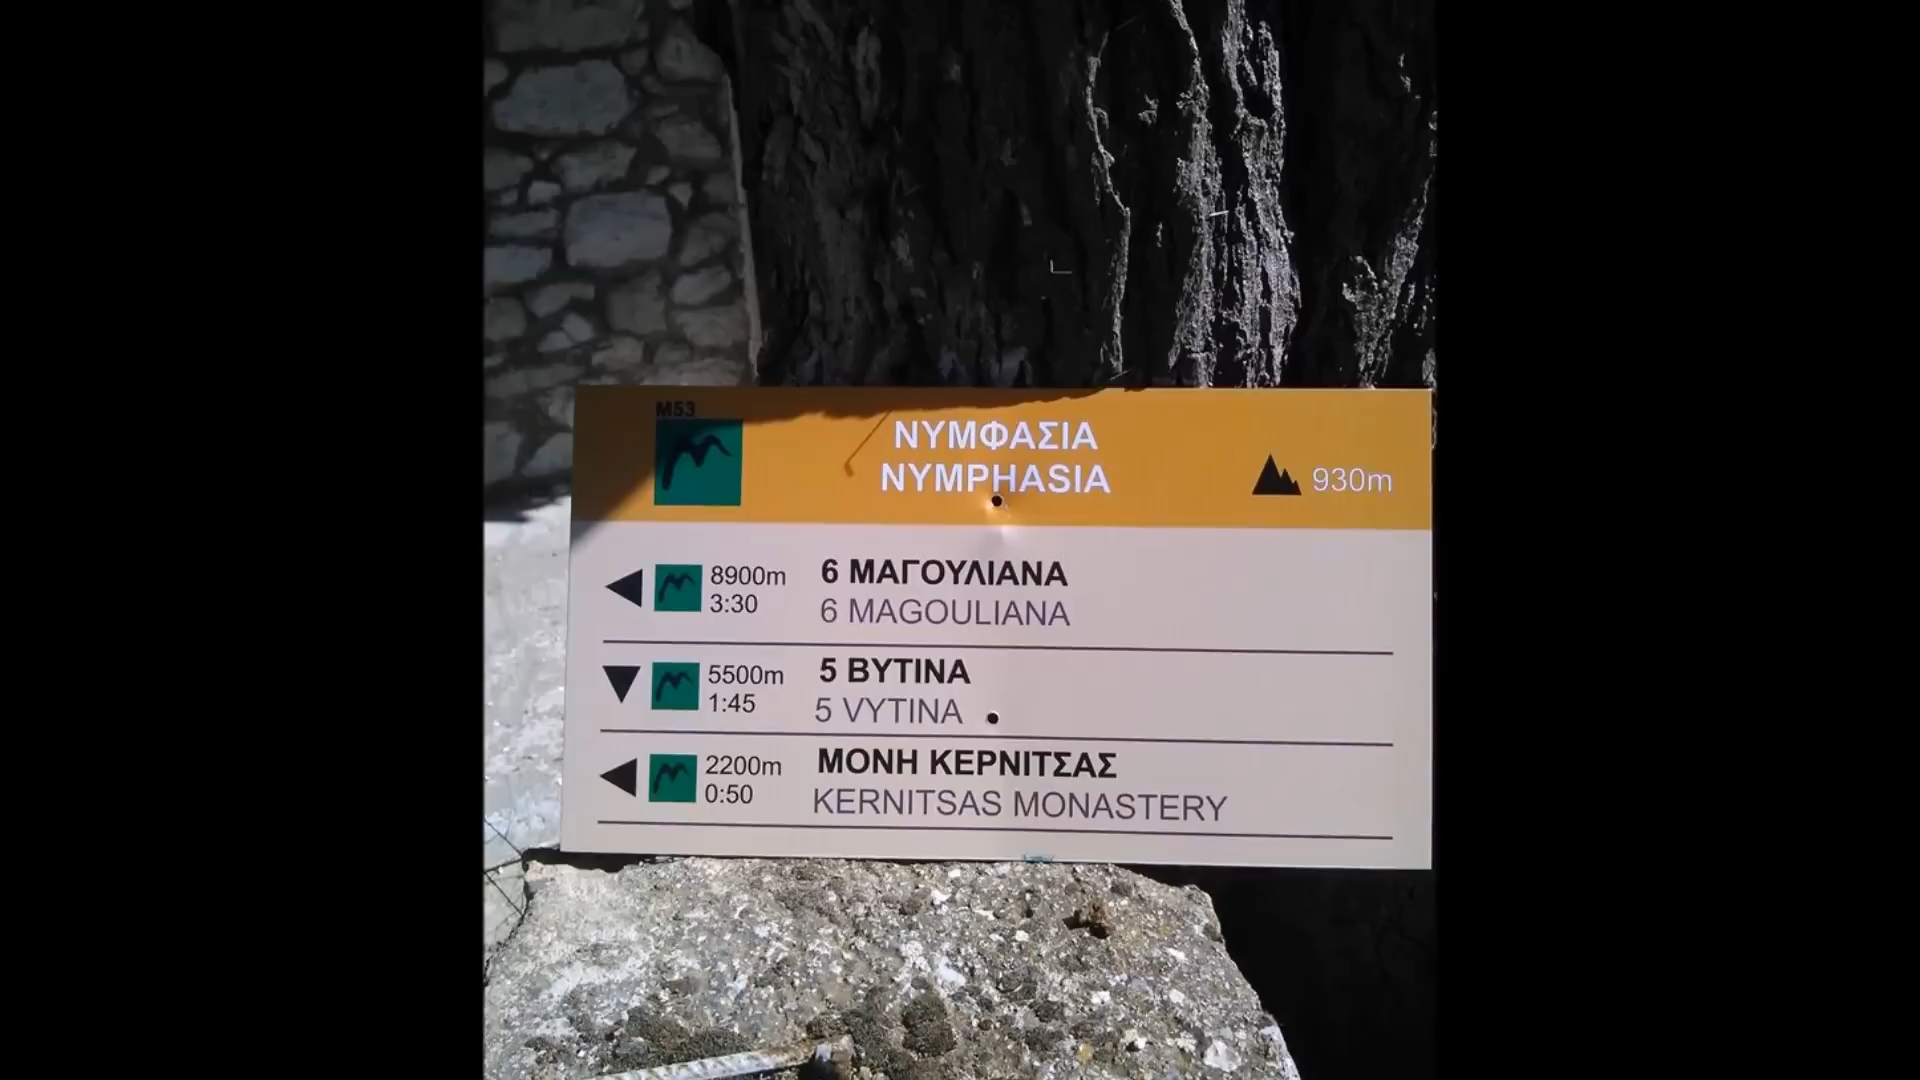 M53
ΝΥΜΦΑΣΙΑ
NYMPHASIA
930m
8900m
3:30
6 ΜΑΓΟΥΛΙΑΝΑ
6 MAGOULIANA
5500m
1:45
5 ΒΥΤΙΝΑ
5 VYTINA
2200m
0:50
ΜΟΝΗ ΚΕΡΝΙΤΣΑΣ
KERNITSAS MONASTERY